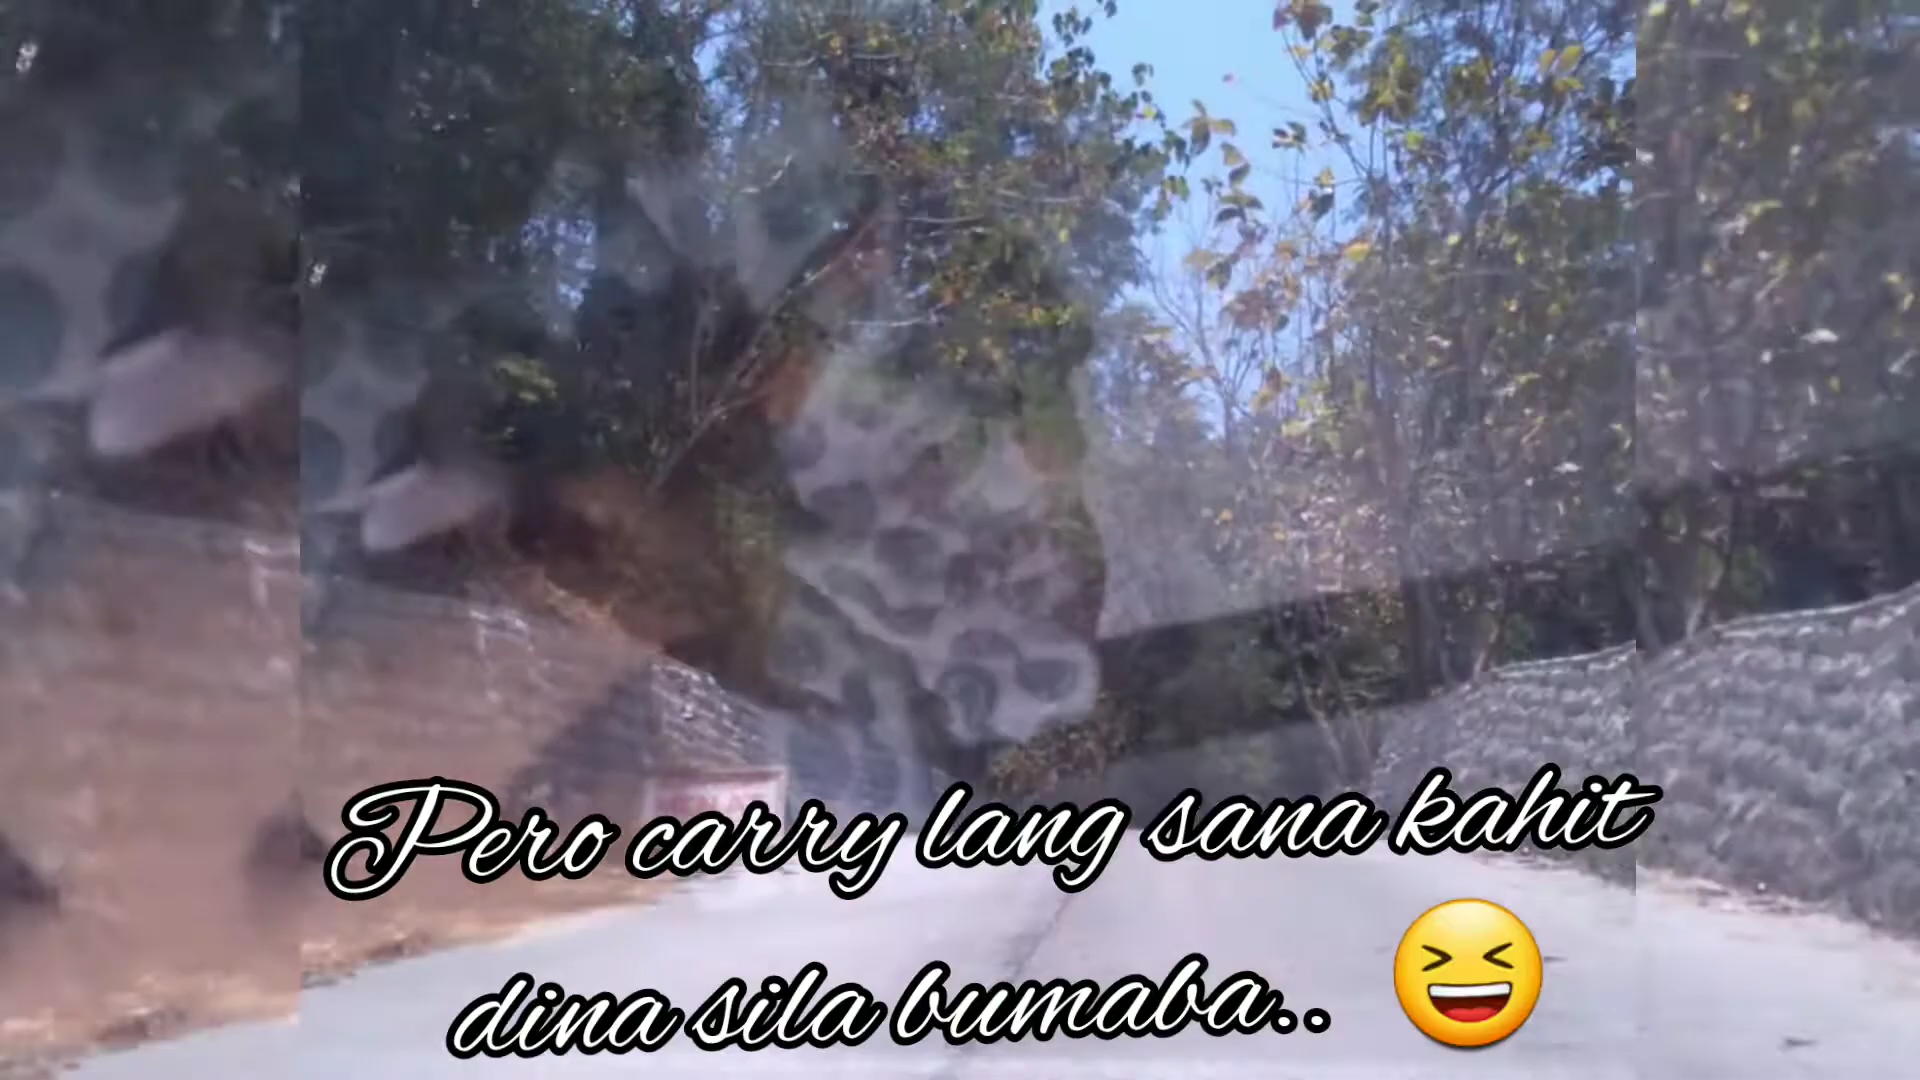 Pero carry lang sana kahit
dina sila bumaba.. 😆